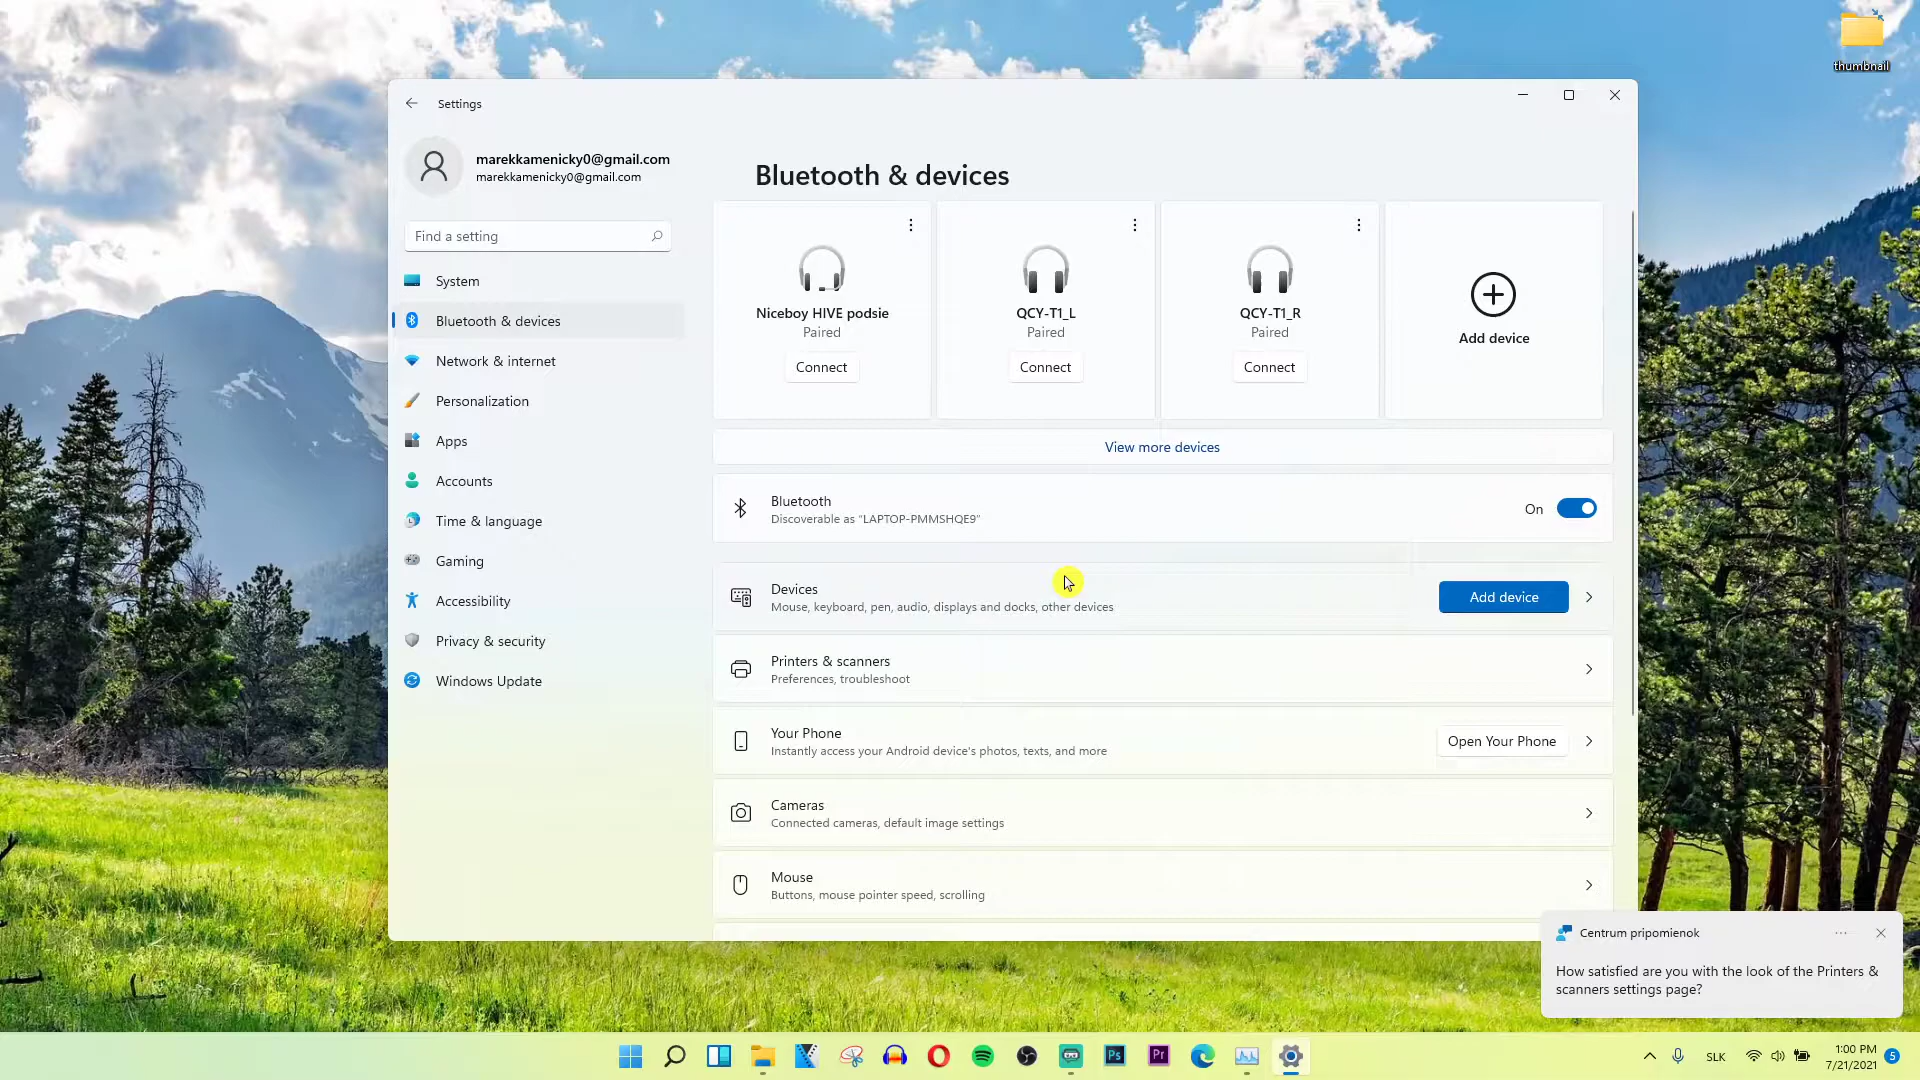 thumbnail
Settings
marekkamenicky0@gmail.com
marekkamenicky0@gmail.com
Find a setting
System
Bluetooth & devices
Network & internet
Personalization
Apps
Accounts
Time & language
Gaming
Accessibility
Privacy & security
Windows Update
Bluetooth & devices
Niceboy HIVE podsie
Paired
Connect
QCY-T1_L
Paired
Connect
QCY-T1_R
Paired
Connect
Add device
View more devices
Bluetooth
Discoverable as "LAPTOP-PMMSHQE9"
On
Devices
Mouse, keyboard, pen, audio, displays and docks, other devices
Add device
Printers & scanners
Preferences, troubleshoot
Your Phone
Instantly access your Android device's photos, texts, and more
Open Your Phone
Cameras
Connected cameras, default image settings
Mouse
Buttons, mouse pointer speed, scrolling
Centrum pripomienok
How satisfied are you with the look of the Printers &
scanners settings page?
Ps
Pr
SLK
1:00 PM
7/21/2021
5